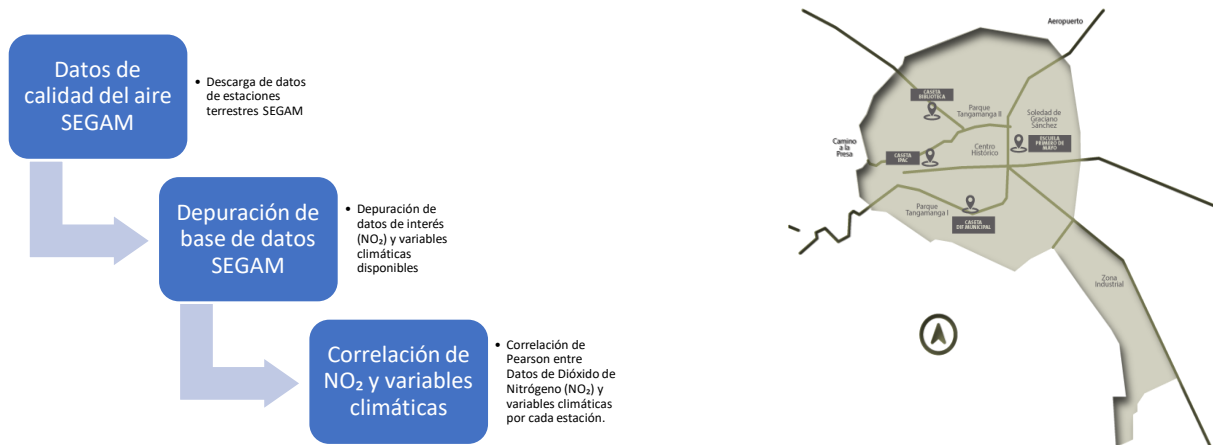 Datos de
calidad del aire
SEGAM
• Descarga de datos
de estaciones
terrestres SEGAM
Depuración de
base de datos
SEGAM
• Depuración de
datos de interés
(NO₂) y variables
climáticas
disponibles
Correlación de
NO₂ y variables
climáticas
• Correlación de
Pearson entre
Datos de Dióxido de
Nitrógeno (NO₂) y
variables climáticas
por cada estación.
Aeropuerto
CASETA
BIBLIOTECA
Parque
Tangamanga II
Soledad de
Graciano
Sánchez
Camino
a la
Presa
CASETA
IPAC
Centro
Histórico
ESCUELA
PRIMERO DE
MAYO
Parque
Tangamanga I
CASETA
DIF MUNICIPAL
Zona
Industrial